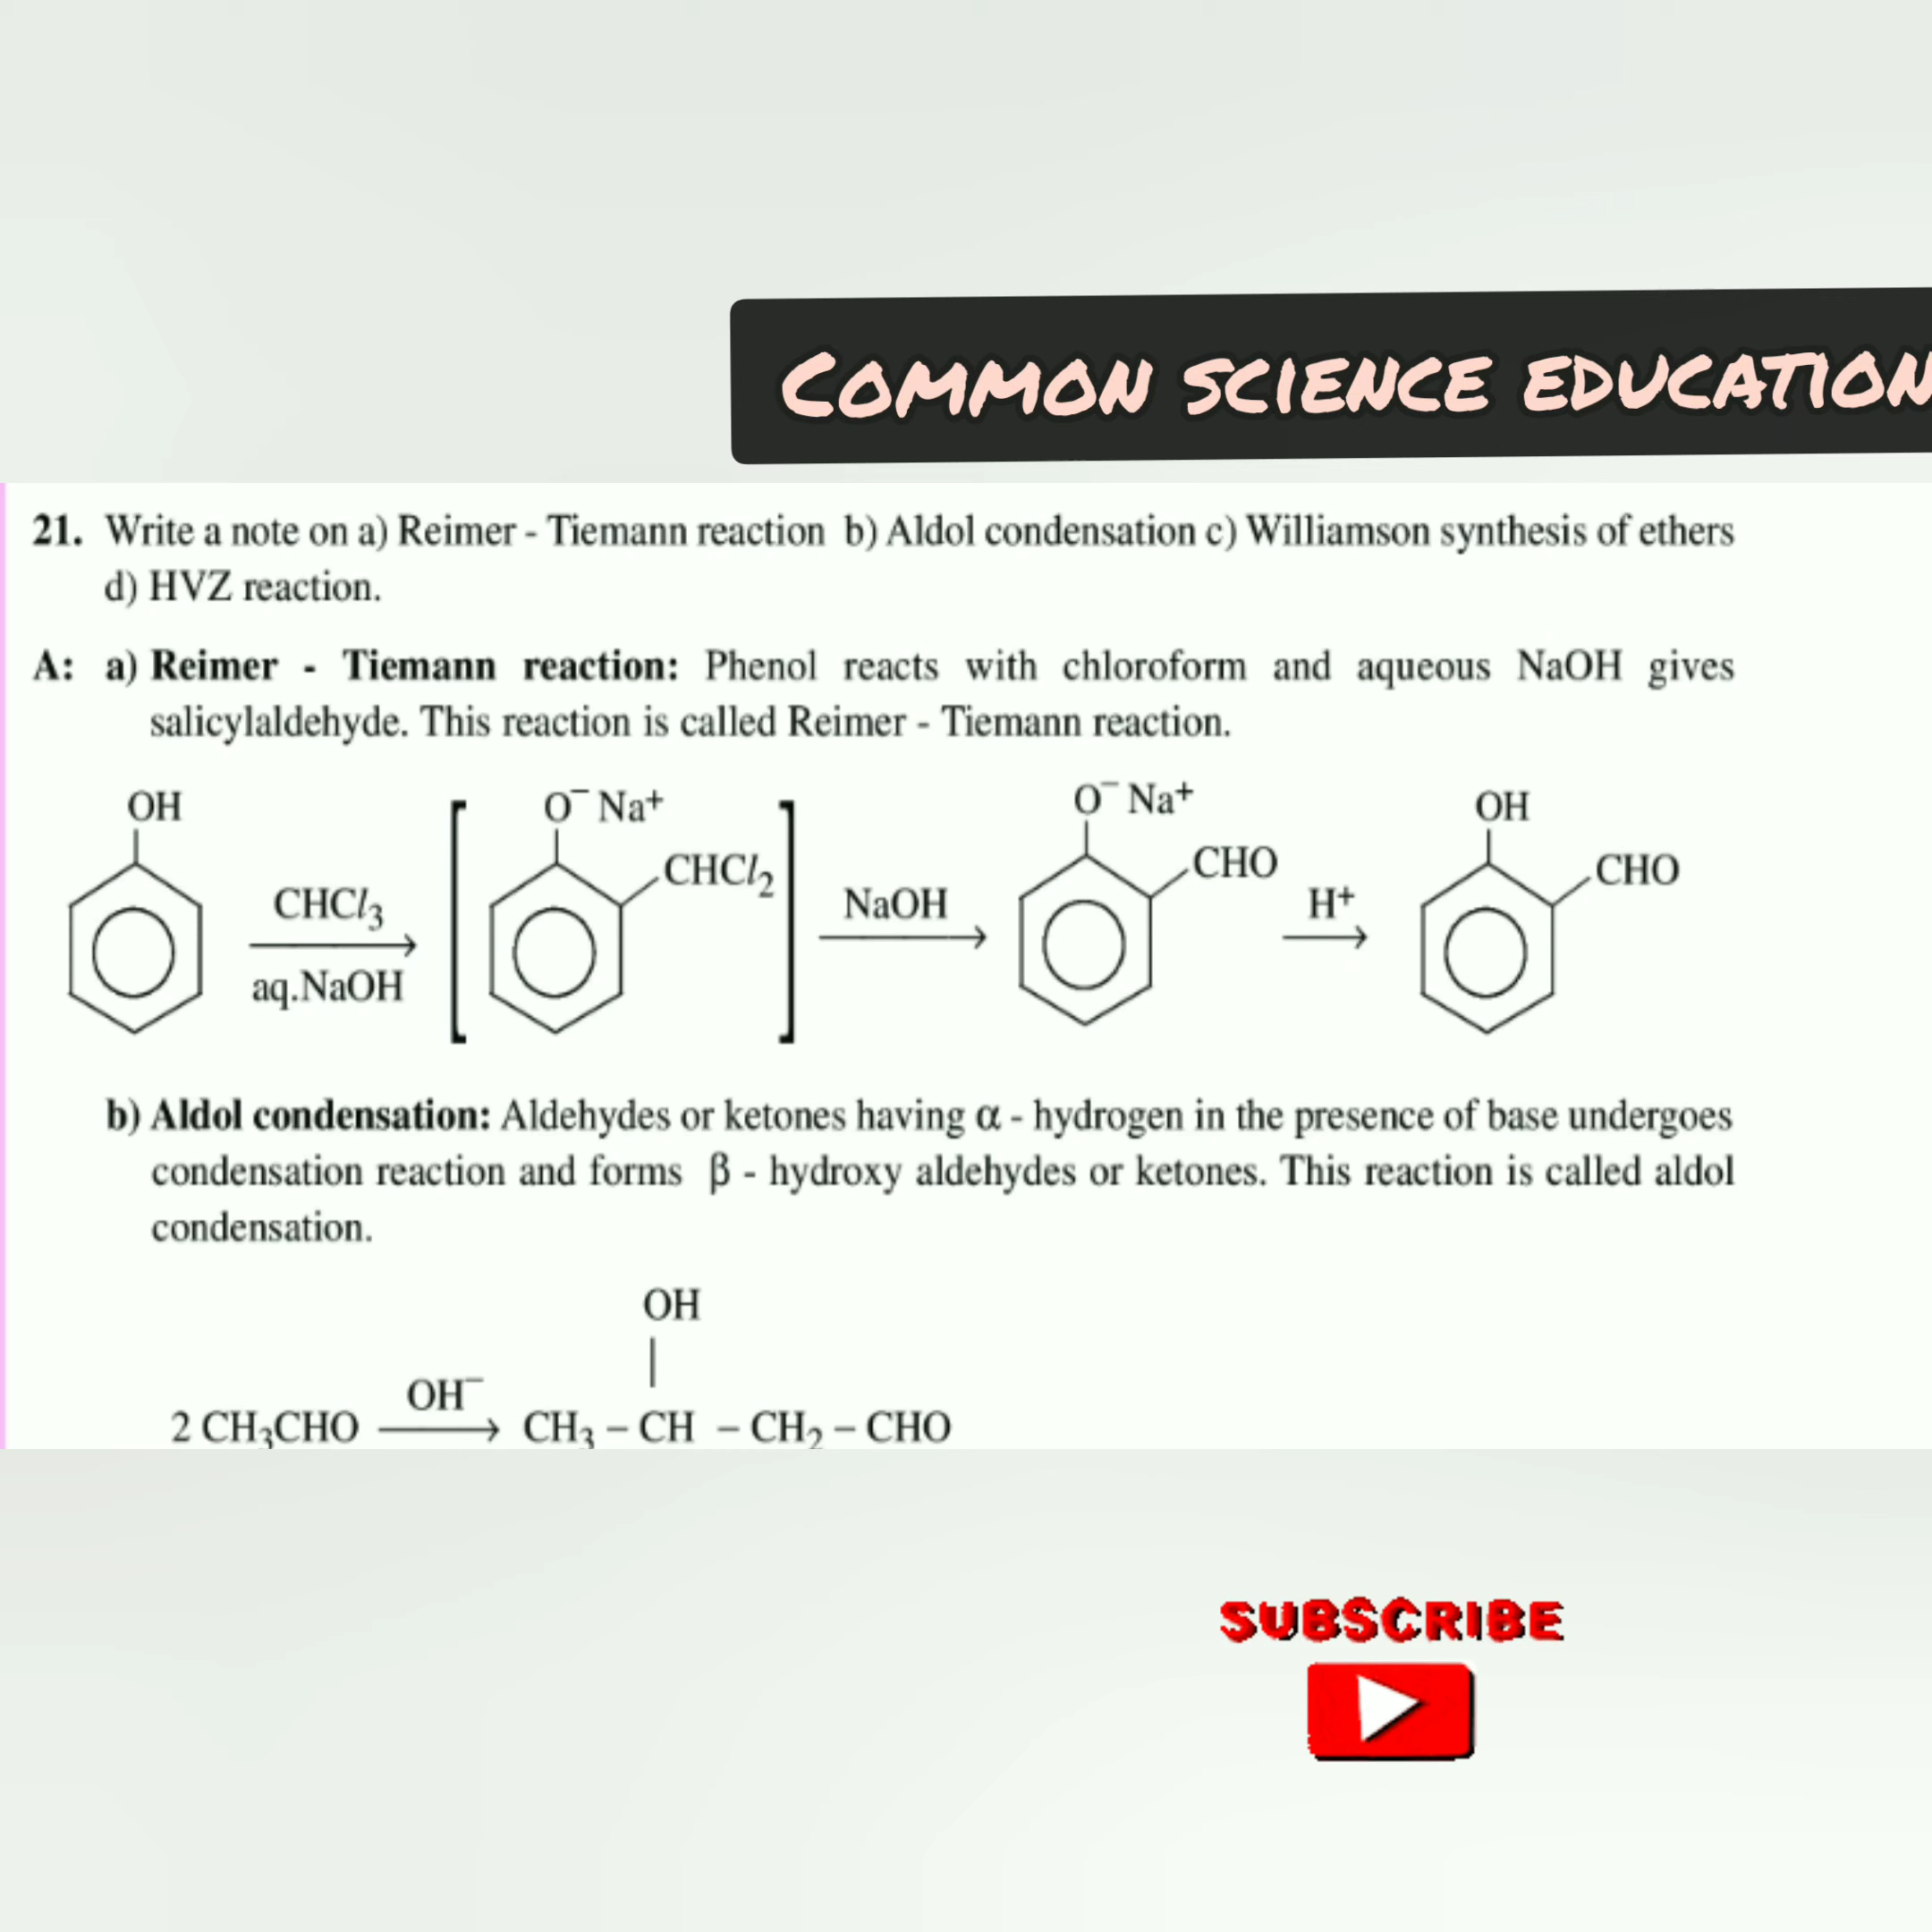 COMMON SCIENCE EDUCATION
21. Write a note on a) Reimer - Tiemann reaction b) Aldol condensation c) Williamson synthesis of ethers
d) HVZ reaction.
A: a) Reimer - Tiemann reaction: Phenol reacts with chloroform and aqueous NaOH gives
salicylaldehyde. This reaction is called Reimer - Tiemann reaction.
OH
CHCl₃
aq.NaOH
O⁻ Na⁺
CHCl₂
NaOH
O⁻ Na⁺
CHO
H⁺
OH
CHO
b) Aldol condensation: Aldehydes or ketones having α - hydrogen in the presence of base undergoes
condensation reaction and forms β - hydroxy aldehydes or ketones. This reaction is called aldol
condensation.
OH
OH⁻
2 CH₃CHO ⟶ CH₃ – CH – CH₂ – CHO
SUBSCRIBE